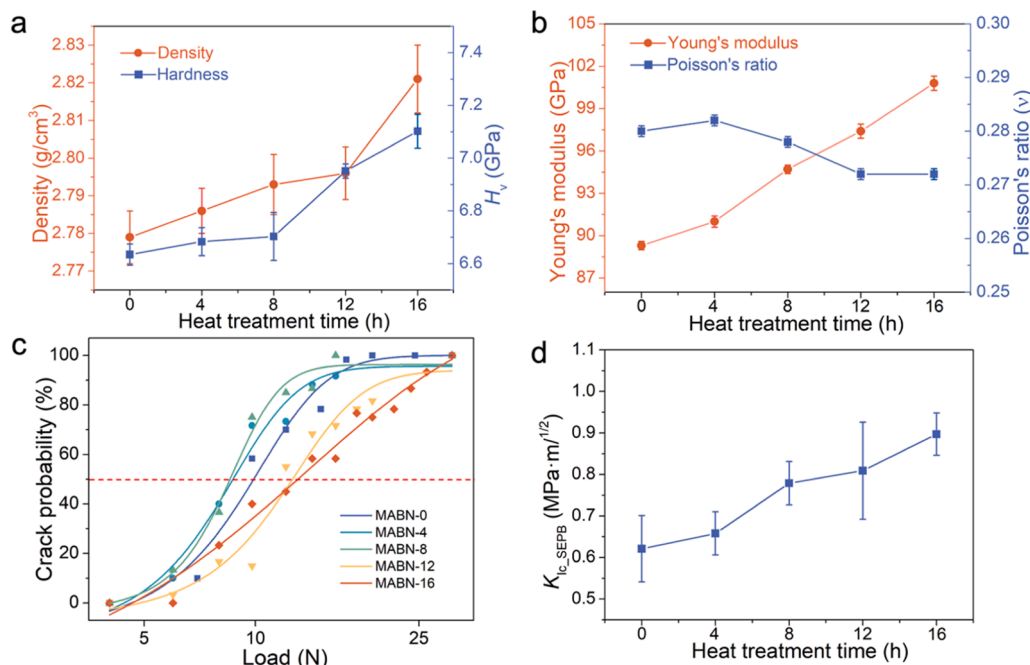 a
Density
Hardness
2.83
2.82
2.81
2.80
2.79
2.78
2.77
Density (g/cm³)
7.4
7.2
7.0
6.8
6.6
Hᵥ (GPa)
0 4 8 12 16
Heat treatment time (h)
b
Young's modulus
Poisson's ratio
105
102
99
96
93
90
87
Young's modulus (GPa)
0.30
0.29
0.28
0.27
0.26
0.25
Poisson's ratio (ν)
0 4 8 12 16
Heat treatment time (h)
c
100
80
60
40
20
0
Crack probability (%)
MABN-0
MABN-4
MABN-8
MABN-12
MABN-16
5 10 25
Load (N)
d
1.1
1.0
0.9
0.8
0.7
0.6
0.5
K_Ic_SEPB (MPa·m/¹/²)
0 4 8 12 16
Heat treatment time (h)